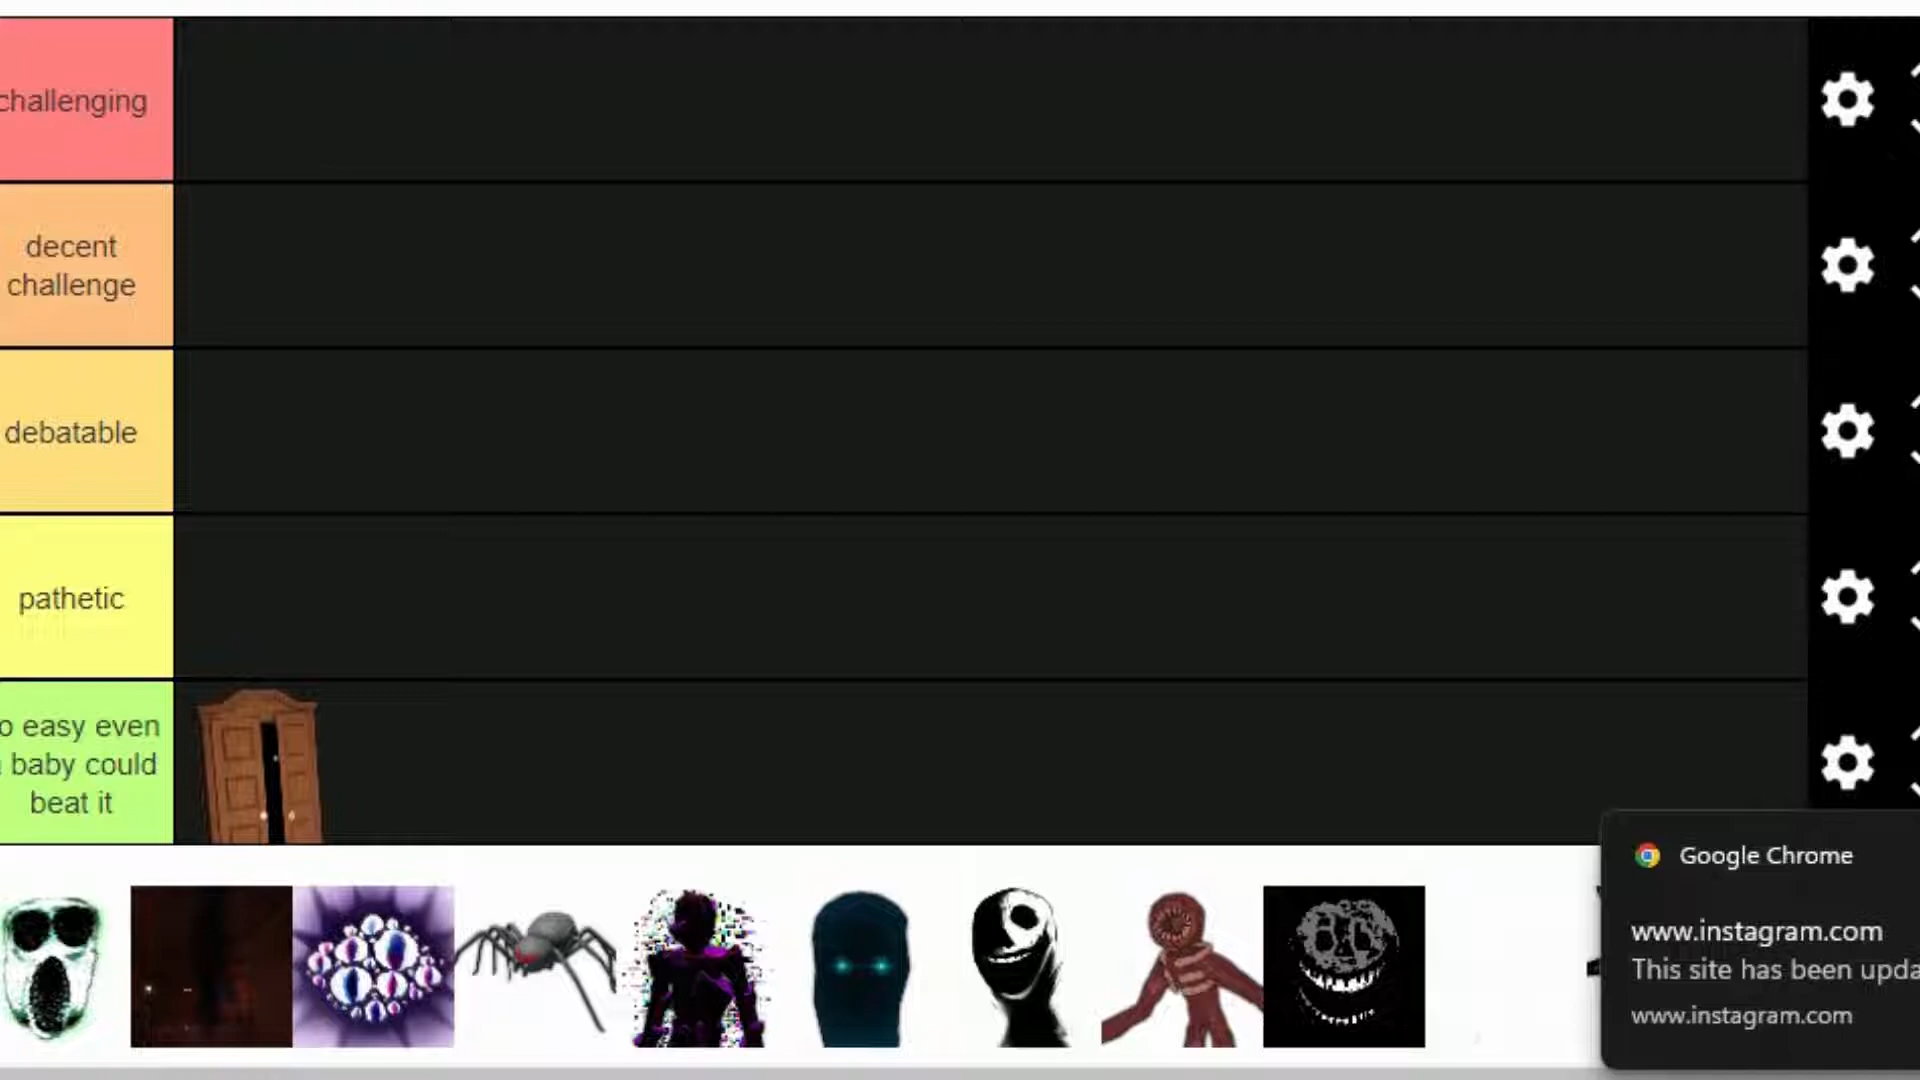 challenging
decent
challenge
debatable
pathetic
o easy even
baby could
beat it
Google Chrome
www.instagram.com
This site has been upda
www.instagram.com